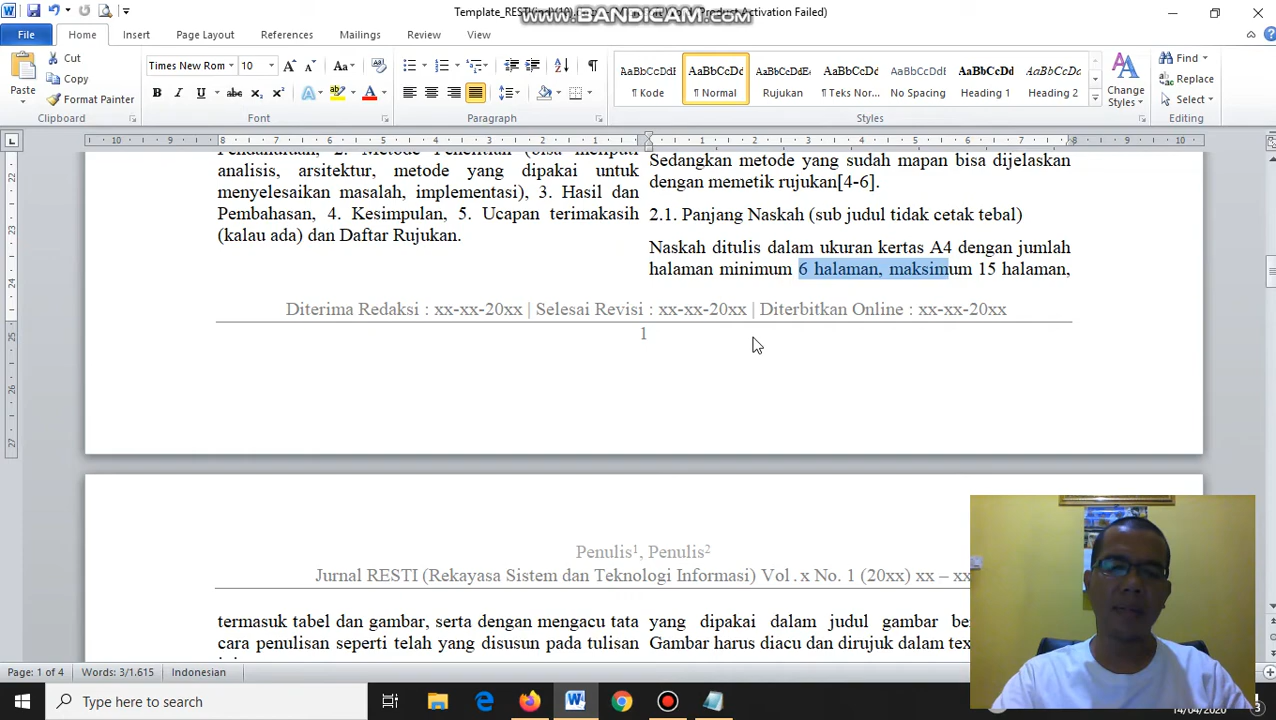 Template_RESTI
www.BANDICAM.com
Product Activation Failed)
File
Home
Insert
Page Layout
References
Mailings
Review
View
Paste
Cut
Copy
Format Painter
Clipboard
Times New Rom
10
Font
Paragraph
AaBbCcDdE
AaBbCcDd
AaBbCcDdE
AaBbCcDd
AaBbCcDd
AaBbCcDd
AaBbCcDd
¶ Kode
¶ Normal
Rujukan
¶ Teks Nor...
No Spacing
Heading 1
Heading 2
Styles
Change
Styles
Find
Replace
Select
Editing
analisis, arsitektur, metode yang dipakai untuk
menyelesaikan masalah, implementasi), 3. Hasil dan
Pembahasan, 4. Kesimpulan, 5. Ucapan terimakasih
(kalau ada) dan Daftar Rujukan.
Sedangkan metode yang sudah mapan bisa dijelaskan
dengan memetik rujukan[4-6].
2.1. Panjang Naskah (sub judul tidak cetak tebal)
Naskah ditulis dalam ukuran kertas A4 dengan jumlah
halaman minimum 6 halaman, maksimum 15 halaman,
Diterima Redaksi : xx-xx-20xx | Selesai Revisi : xx-xx-20xx | Diterbitkan Online : xx-xx-20xx
1
Penulis¹, Penulis²
Jurnal RESTI (Rekayasa Sistem dan Teknologi Informasi) Vol . x No. 1 (20xx) xx – xx
termasuk tabel dan gambar, serta dengan mengacu tata
cara penulisan seperti telah yang disusun pada tulisan
yang dipakai dalam judul gambar
Gambar harus diacu dan dirujuk dalam
Page: 1 of 4
Words: 3/1.615
Indonesian
Type here to search
14/04/2020